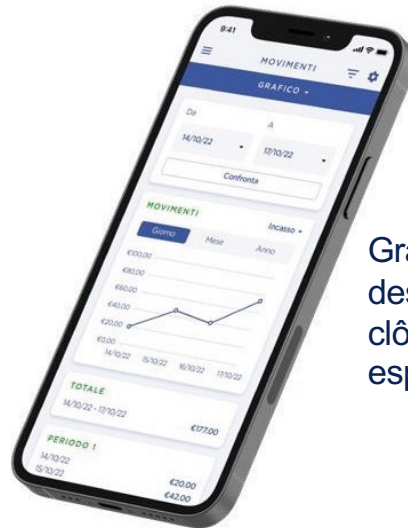 9:41
MOVIMENTI
GRAFICO
Da
A
14/10/22
17/10/22
Confronta
MOVIMENTI
Incasso
Giorno
Mese
Anno
€100,00
€80,00
€60,00
€40,00
€20,00
€0,00
14/10/22 15/10/22 16/10/22 17/10/22
TOTALE
14/10/22 - 17/10/22
€177,00
PERIODO 1
14/10/22
€20,00
15/10/22
€42,00
Gra
des
clô
esp